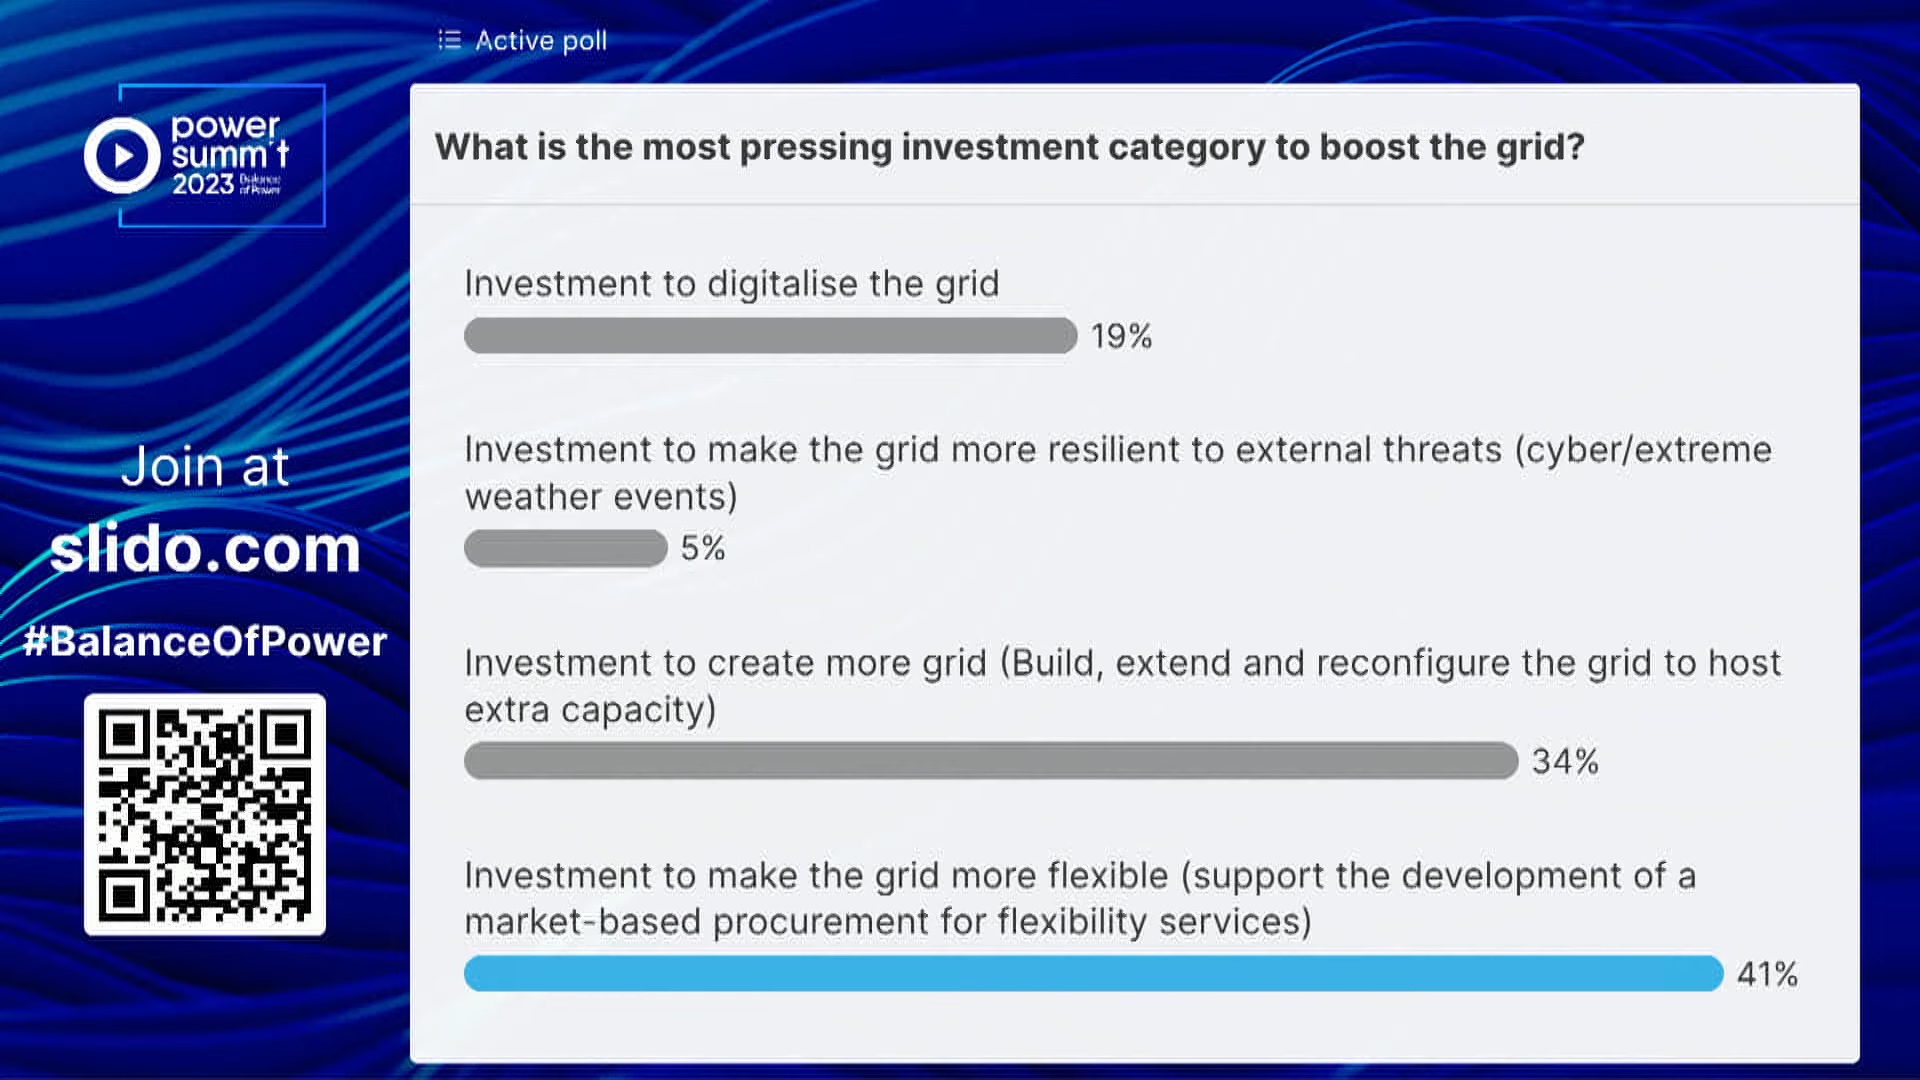 Active poll
power
summ't
2023
Balance
of Power
What is the most pressing investment category to boost the grid?
Investment to digitalise the grid
19%
Investment to make the grid more resilient to external threats (cyber/extreme
weather events)
5%
Join at
slido.com
#BalanceOfPower
Investment to create more grid (Build, extend and reconfigure the grid to host
extra capacity)
34%
Investment to make the grid more flexible (support the development of a
market-based procurement for flexibility services)
41%